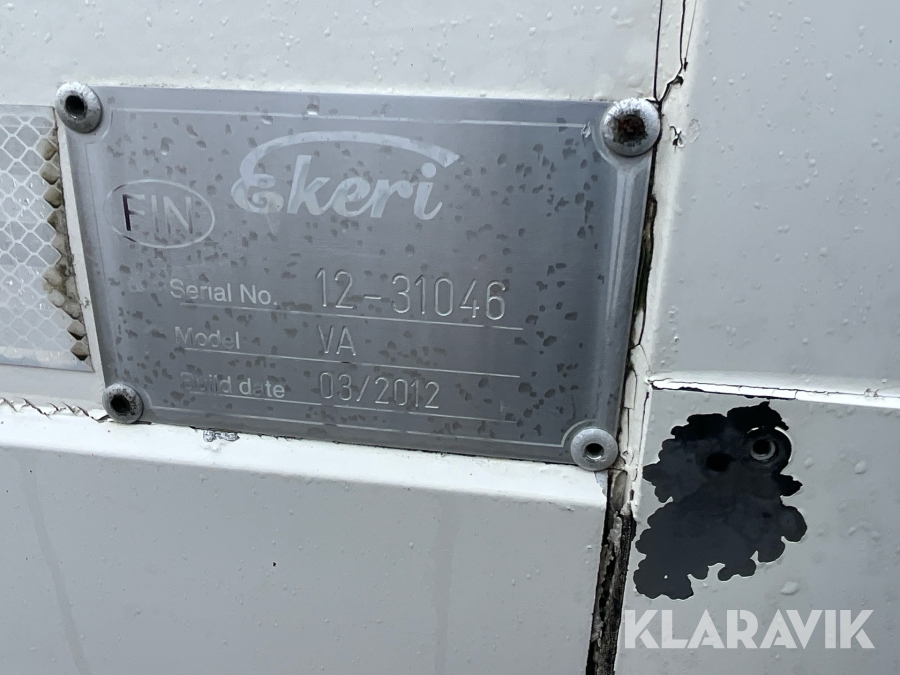 Ekeri
FIN
Serial No. 12-31046
Model VA
Build date 03/2012
KLARAVIK